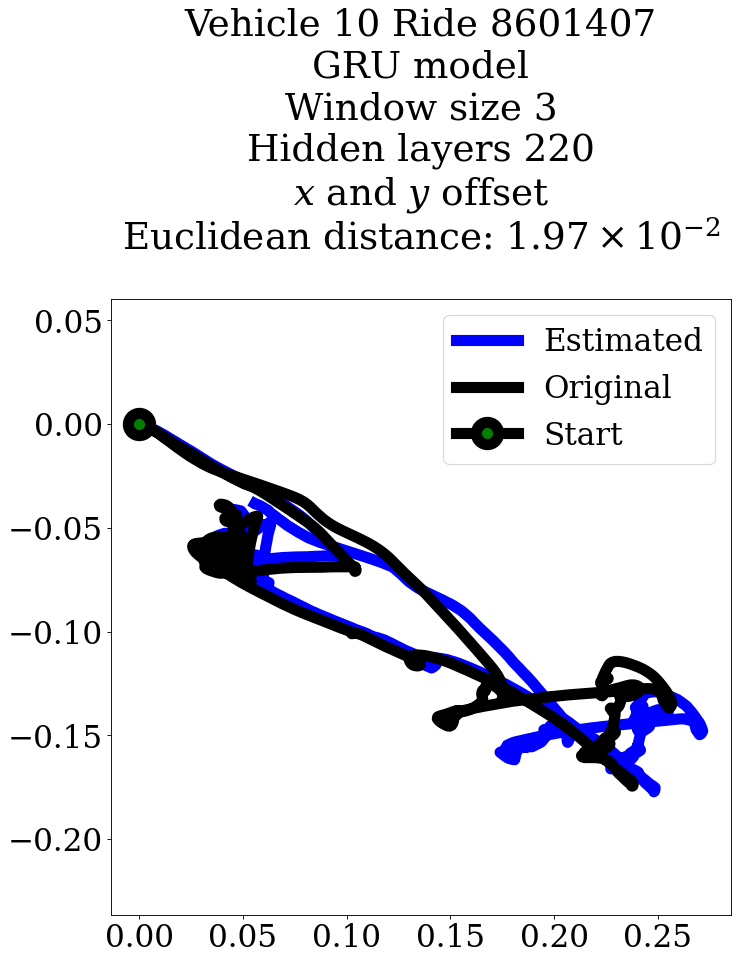 Vehicle 10 Ride 8601407
GRU model
Window size 3
Hidden layers 220
x and y offset
Euclidean distance: 1.97 × 10⁻²
Estimated
Original
Start
0.05
0.00
−0.05
−0.10
−0.15
−0.20
0.00 0.05 0.10 0.15 0.20 0.25